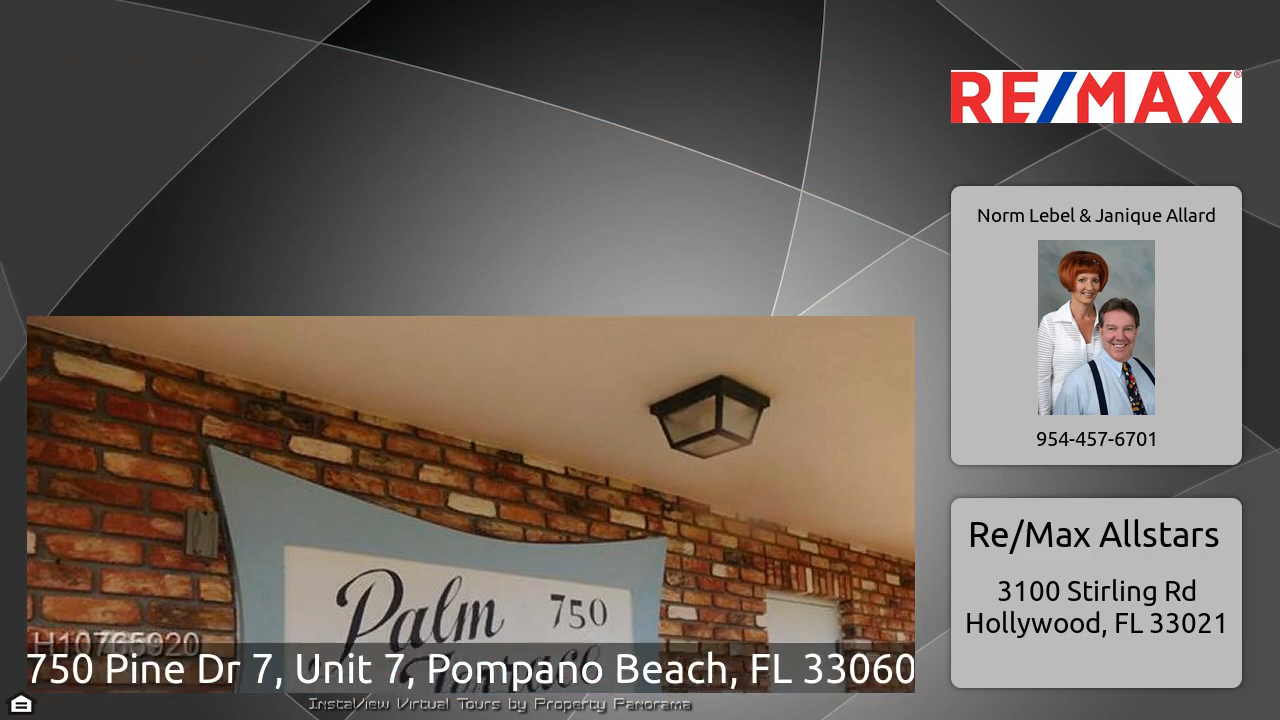 RE/MAX®
Norm Lebel & Janique Allard
954-457-6701
Re/Max Allstars
3100 Stirling Rd
Hollywood, FL 33021
Palm 750
Terrace
H10765920
750 Pine Dr 7, Unit 7, Pompano Beach, FL 33060
InstaView Virtual Tours by Property Panorama